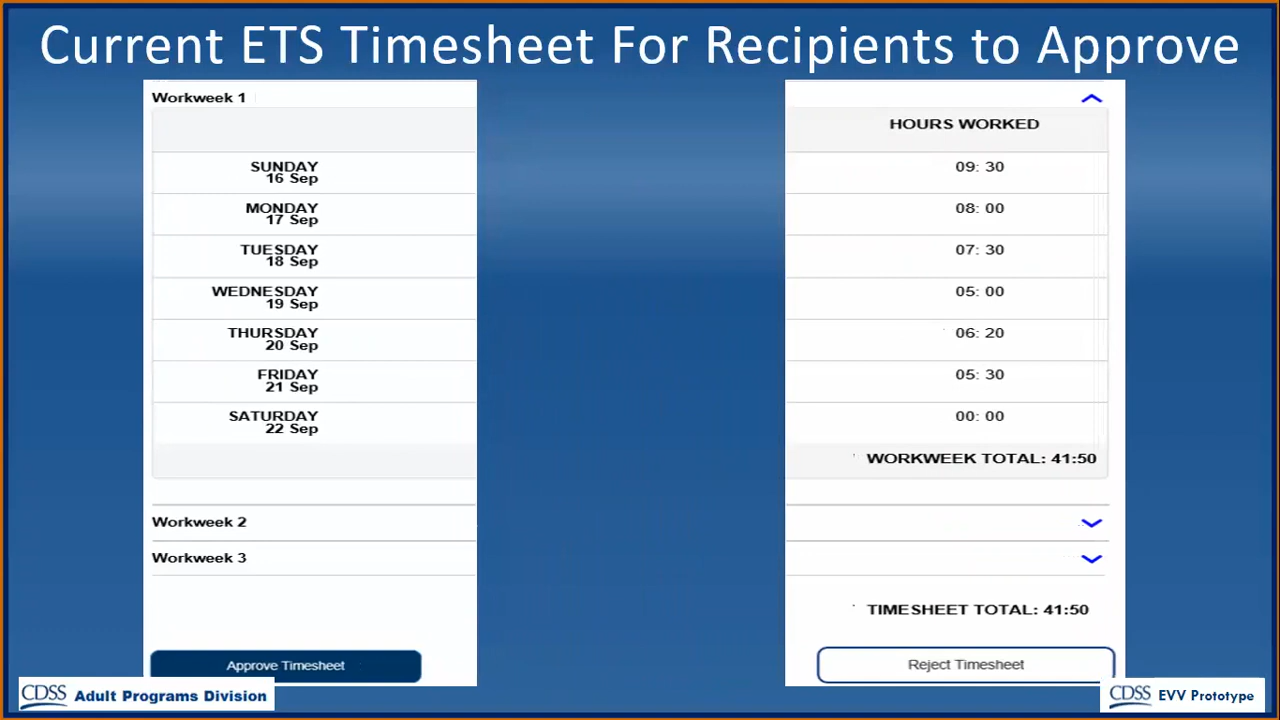 Current ETS Timesheet For Recipients to Approve
Workweek 1
HOURS WORKED
SUNDAY
16 Sep
09: 30
MONDAY
17 Sep
08: 00
TUESDAY
18 Sep
07: 30
WEDNESDAY
19 Sep
05: 00
THURSDAY
20 Sep
06: 20
FRIDAY
21 Sep
05: 30
SATURDAY
22 Sep
00: 00
WORKWEEK TOTAL: 41:50
Workweek 2
Workweek 3
TIMESHEET TOTAL: 41:50
Approve Timesheet
Reject Timesheet
CDSS Adult Programs Division
CDSS EVV Prototype